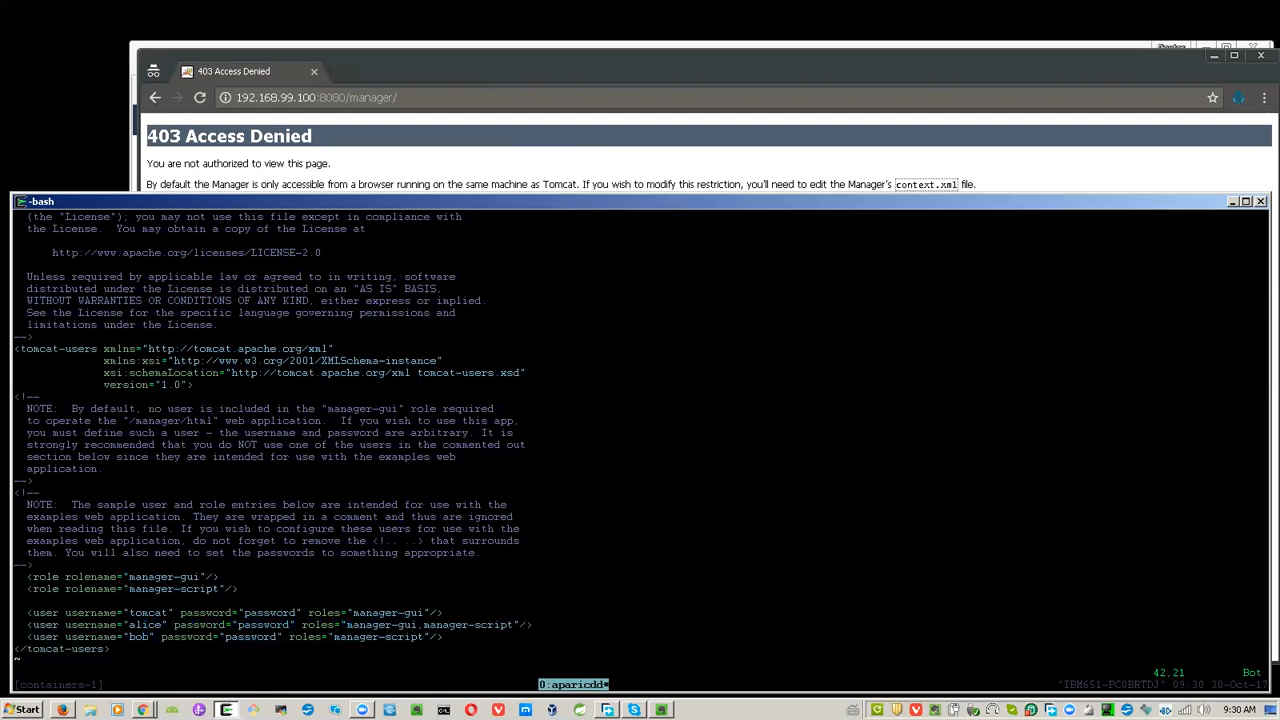 403 Access Denied
192.168.99.100:8080/manager/
403 Access Denied
You are not authorized to view this page.
By default the Manager is only accessible from a browser running on the same machine as Tomcat. If you wish to modify this restriction, you'll need to edit the Manager's context.xml file.
-bash
(the "License"); you may not use this file except in compliance with
the License.  You may obtain a copy of the License at
http://www.apache.org/licenses/LICENSE-2.0
Unless required by applicable law or agreed to in writing, software
distributed under the License is distributed on an "AS IS" BASIS,
WITHOUT WARRANTIES OR CONDITIONS OF ANY KIND, either express or implied.
See the License for the specific language governing permissions and
limitations under the License.
-->
<tomcat-users xmlns="http://tomcat.apache.org/xml"
xmlns:xsi="http://www.w3.org/2001/XMLSchema-instance"
xsi:schemaLocation="http://tomcat.apache.org/xml tomcat-users.xsd"
version="1.0">
<!--
NOTE:  By default, no user is included in the "manager-gui" role required
to operate the "/manager/html" web application.  If you wish to use this app,
you must define such a user - the username and password are arbitrary. It is
strongly recommended that you do NOT use one of the users in the commented out
section below since they are intended for use with the examples web
application.
-->
<!--
NOTE:  The sample user and role entries below are intended for use with the
examples web application. They are wrapped in a comment and thus are ignored
when reading this file. If you wish to configure these users for use with the
examples web application, do not forget to remove the <!.. ..> that surrounds
them. You will also need to set the passwords to something appropriate.
-->
<role rolename="manager-gui"/>
<role rolename="manager-script"/>
<user username="tomcat" password="password" roles="manager-gui"/>
<user username="alice" password="password" roles="manager-gui,manager-script"/>
<user username="bob" password="password" roles="manager-script"/>
</tomcat-users>
~
42,21 Bot
[containers-1] 0:aparicdd* "IBM651-PC0BRTDJ" 09:30 30-Oct-17
Start 9:30 AM